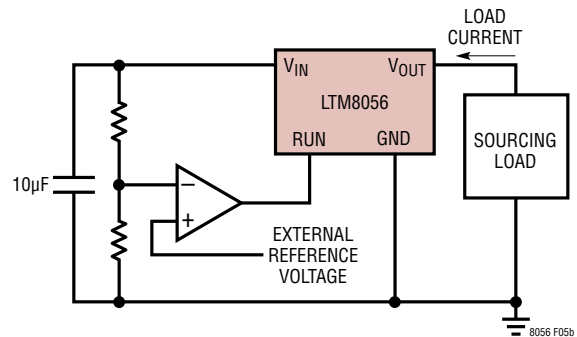 LOAD
CURRENT
VIN
VOUT
LTM8056
RUN
GND
SOURCING
LOAD
10µF
−
+
EXTERNAL
REFERENCE
VOLTAGE
8056 F05b